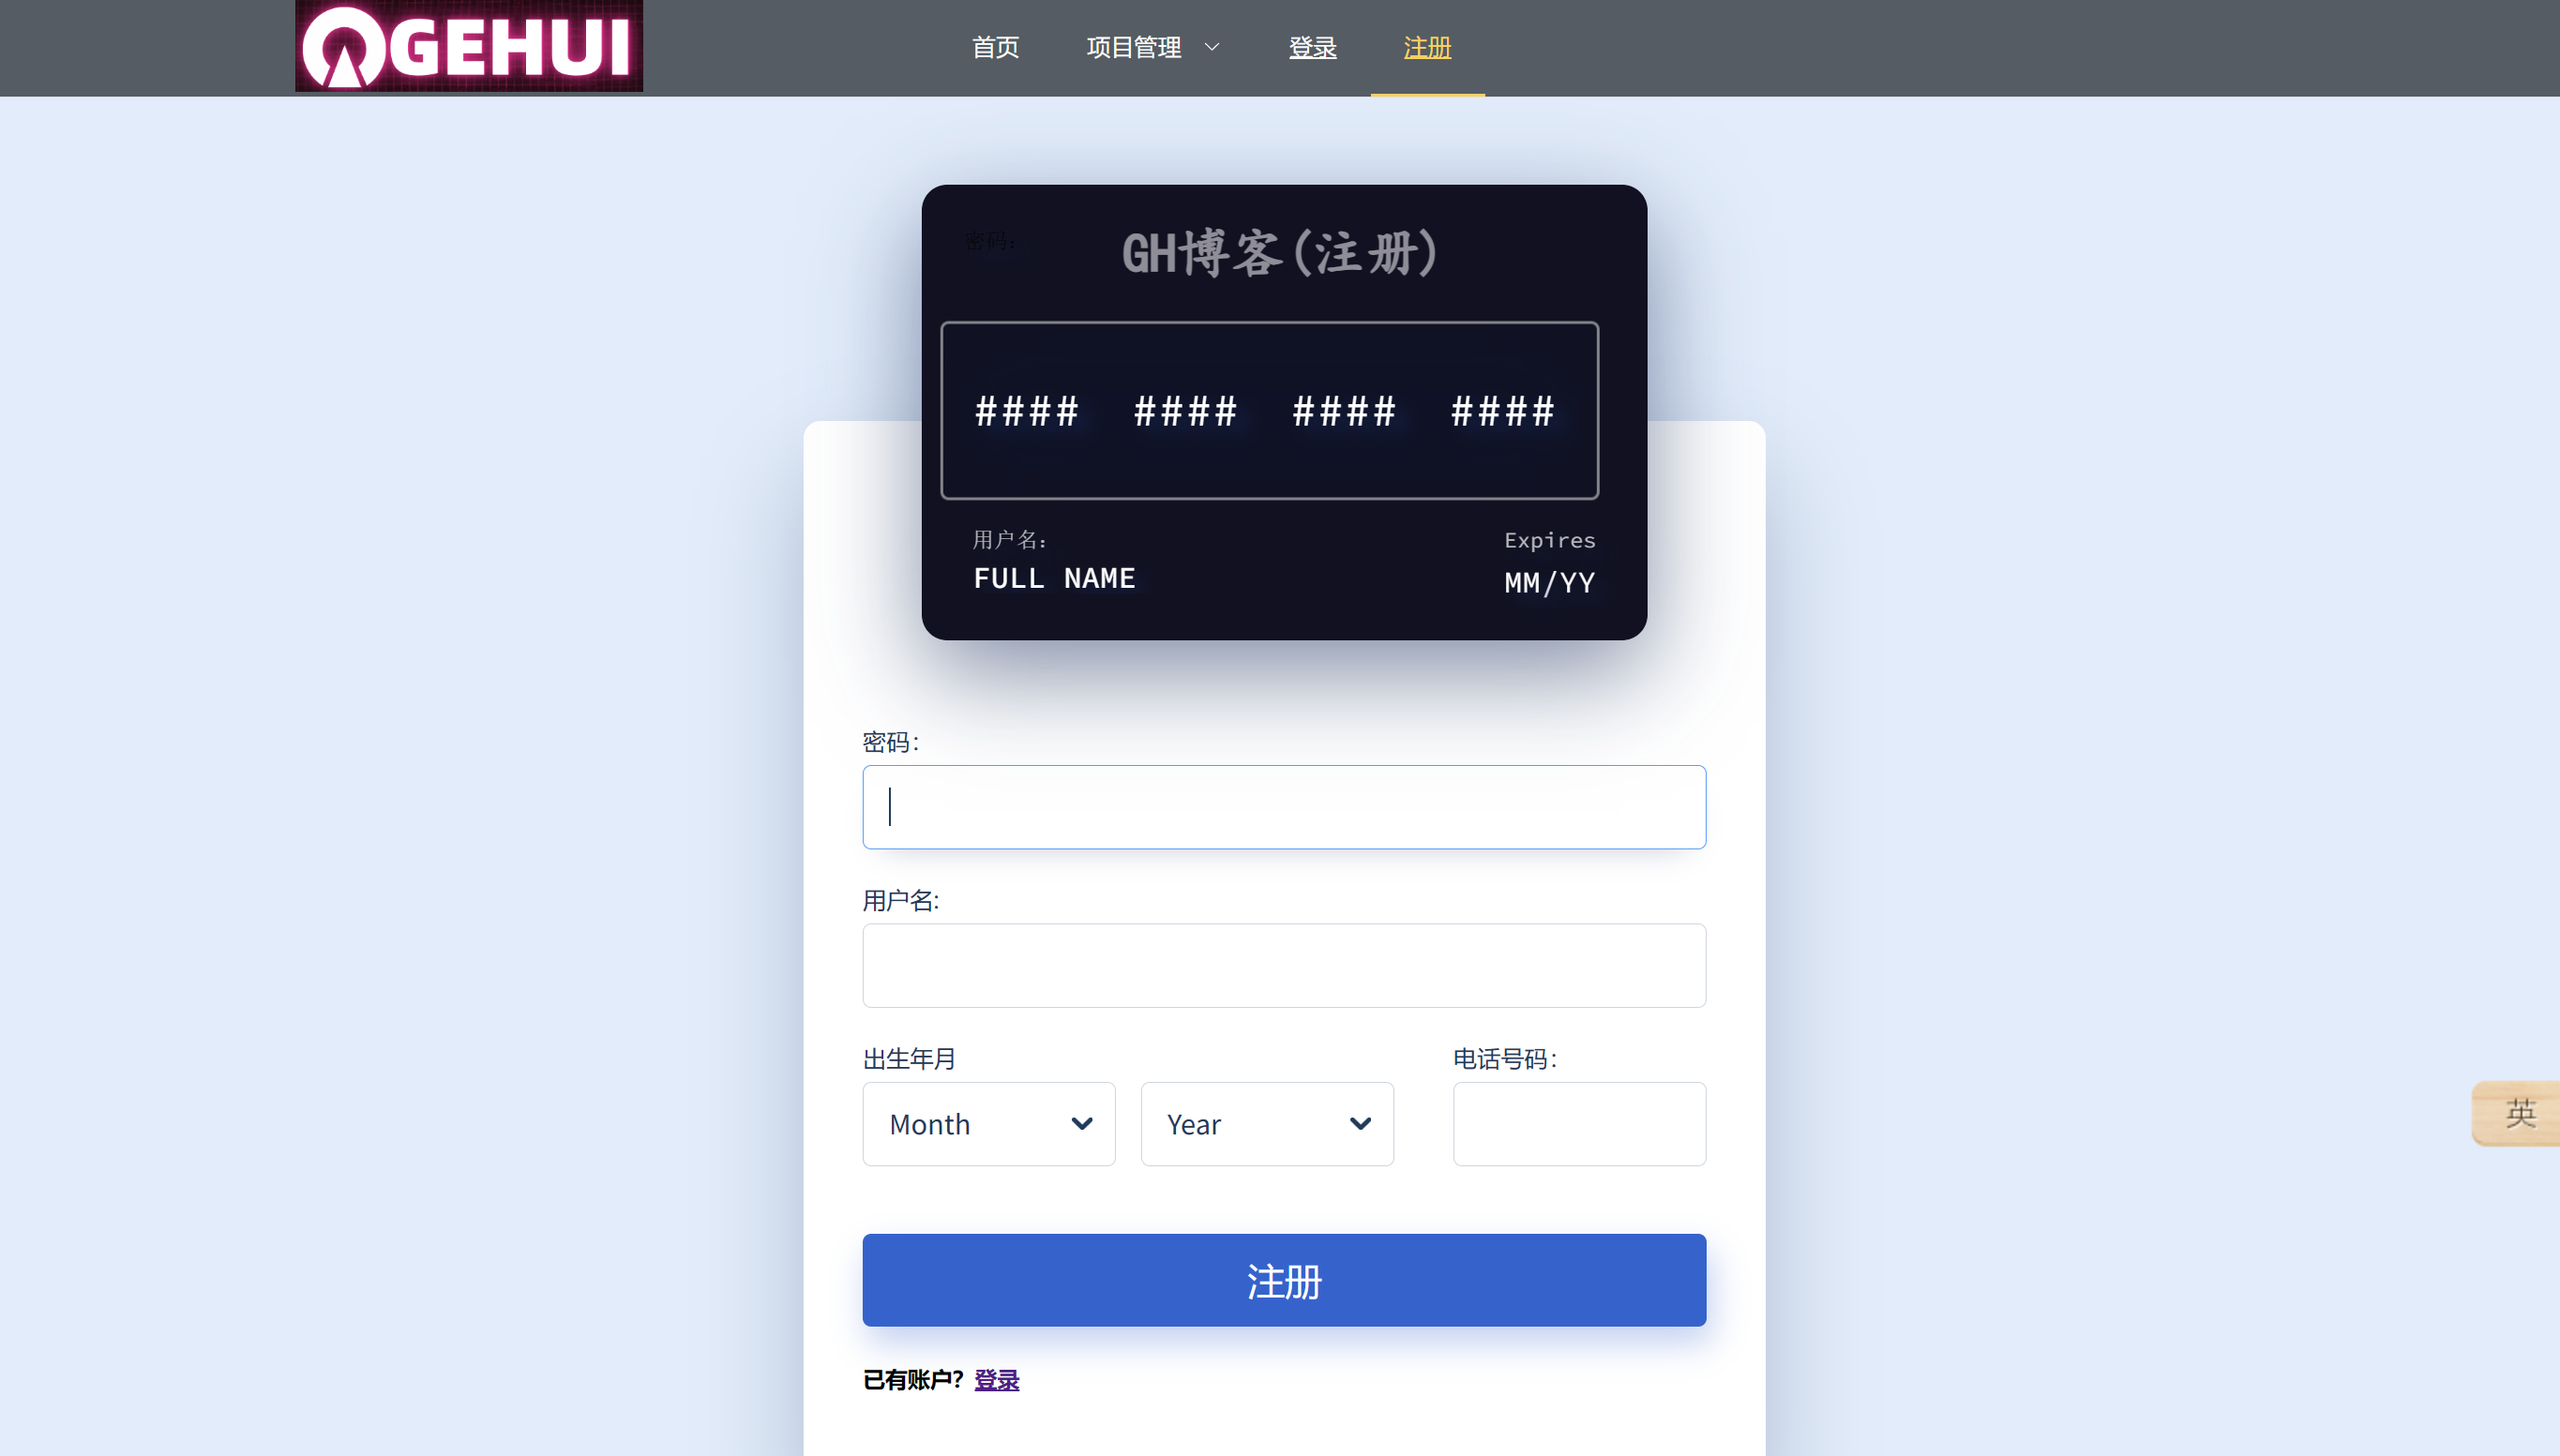 GEHUI
首页 项目管理 登录 注册
密码：
GH博客(注册)
#### #### #### ####
用户名：
FULL NAME
Expires
MM/YY
密码：
用户名:
出生年月
Month
Year
电话号码：
注册
已有账户？登录
英